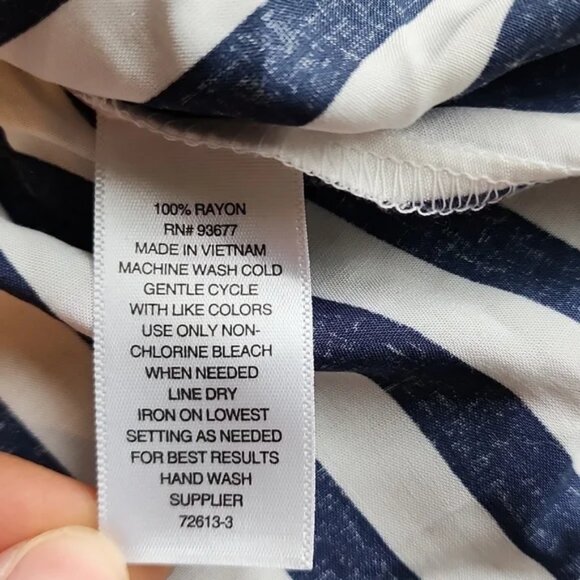 100% RAYON
RN# 93677
MADE IN VIETNAM
MACHINE WASH COLD
GENTLE CYCLE
WITH LIKE COLORS
USE ONLY NON-
CHLORINE BLEACH
WHEN NEEDED
LINE DRY
IRON ON LOWEST
SETTING AS NEEDED
FOR BEST RESULTS
HAND WASH
SUPPLIER
72613-3